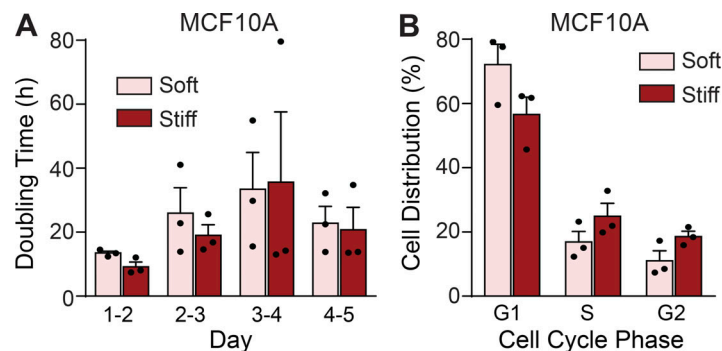 A
MCF10A
Doubling Time (h)
80
60
40
20
0
Soft
Stiff
1-2 2-3 3-4 4-5
Day
B
MCF10A
Cell Distribution (%)
80
60
40
20
0
Soft
Stiff
G1 S G2
Cell Cycle Phase